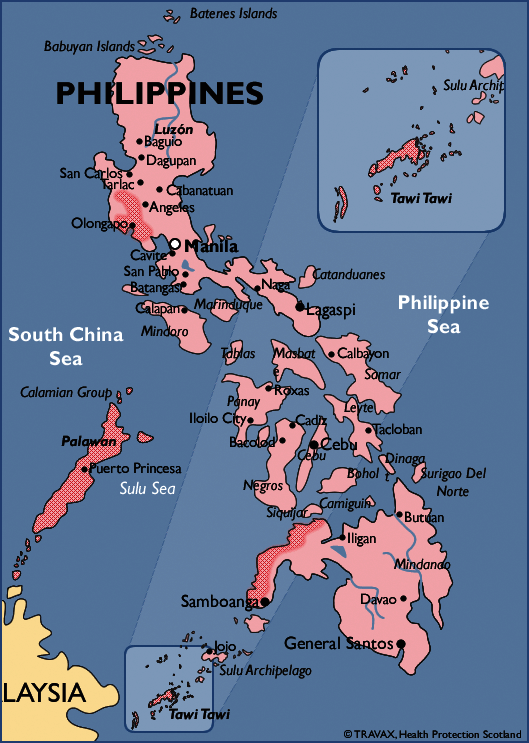 Batenes Islands
Babuyan Islands
PHILIPPINES
Sulu Archip
Luzón
Baguio
Dagupan
San Carlos
Tarlac
Cabanatuan
Angeles
Tawi Tawi
Olongapo
Manila
Cavite
San Pablo
Catanduanes
Batangas
Naga
Marinduque
Calapan
Lagaspi
Philippine
Sea
Mindoro
South China
Sea
Tablas
Masbat
e
Calbayon
Samar
Calamian Group
Roxas
Panay
Leyte
Iloilo City
Cadiz
Tacloban
Palawan
Bacolod
Cebu
Cebu
Dinaga
t
Puerto Princesa
Bohol
Surigao Del
Norte
Sulu Sea
Negros
Camiguin
Siquijar
Butuan
Iligan
Mindanao
Samboanga
Davao
Jojo
General Santos
Sulu Archipelago
LAYSIA
Tawi Tawi
© TRAVAX, Health Protection Scotland